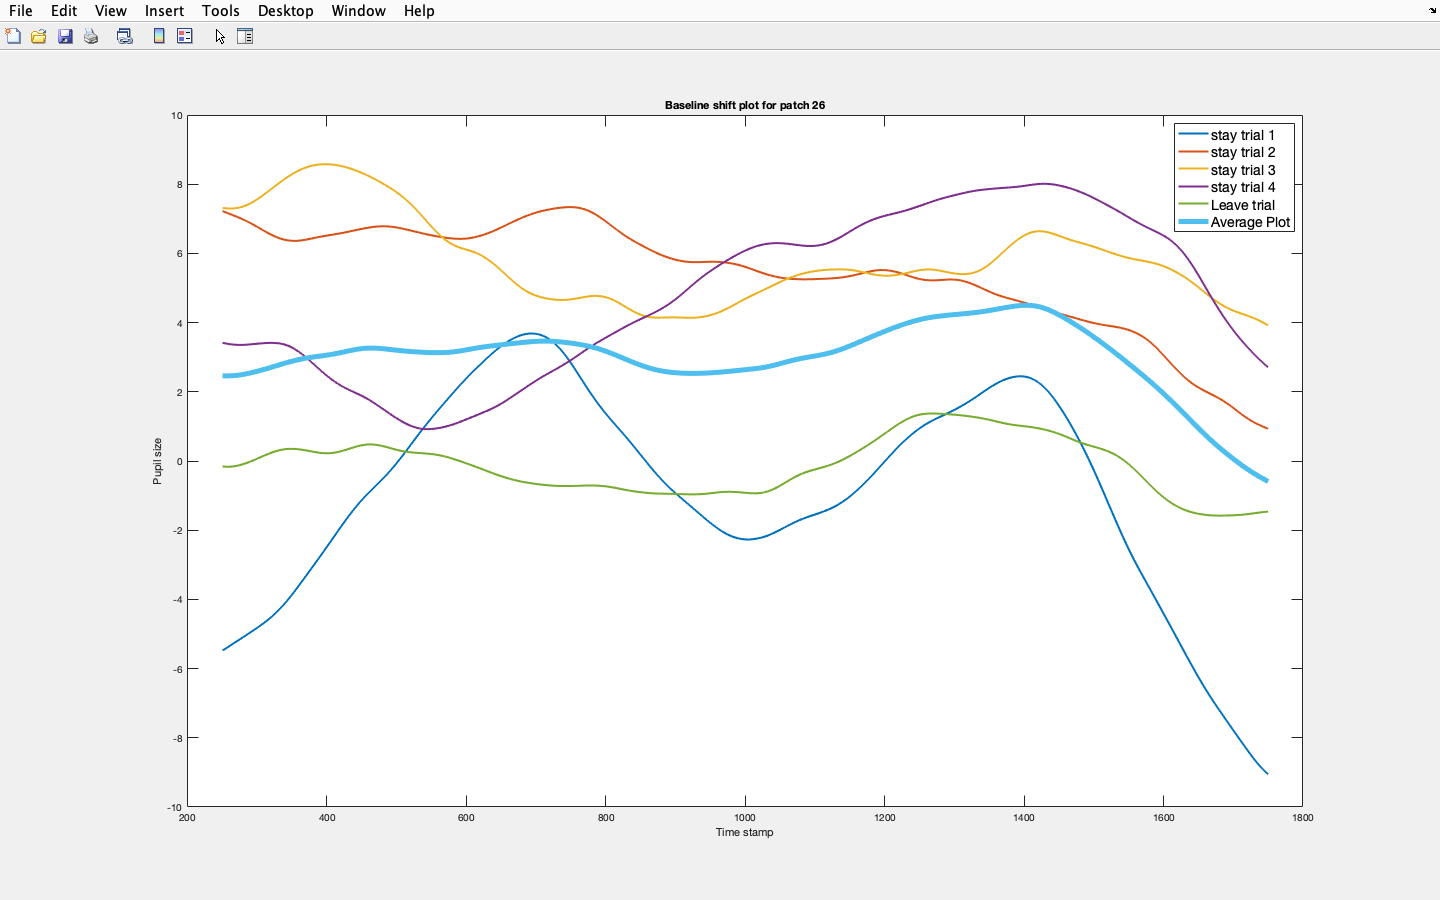 File Edit View Insert Tools Desktop Window Help
Baseline shift plot for patch 26
10
8
6
4
2
0
-2
-4
-6
-8
-10
Pupil size
200 400 600 800 1000 1200 1400 1600 1800
Time stamp
stay trial 1
stay trial 2
stay trial 3
stay trial 4
Leave trial
Average Plot